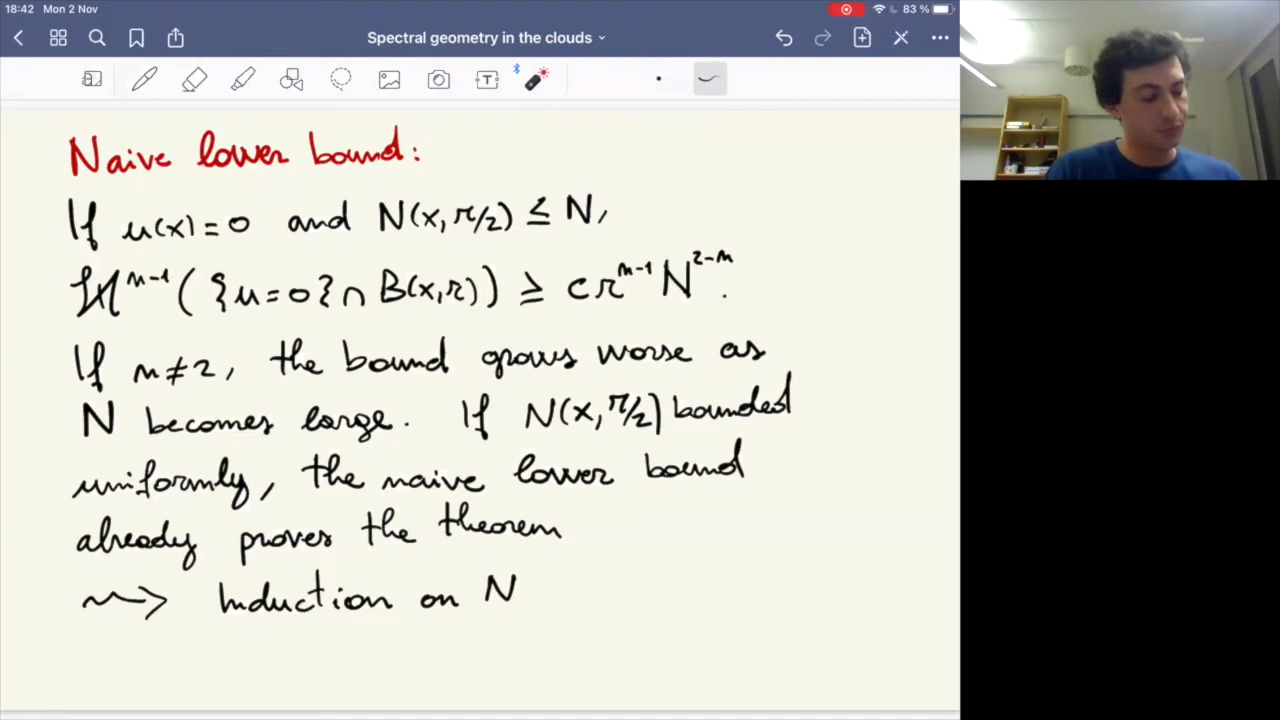 18:42 Mon 2 Nov
83 %
Spectral geometry in the clouds
Naive lower bound:
If u(x) = 0 and N(x, r/2) ≤ N,
ℋ^{n-1} ( {u = 0} ∩ B(x, r) ) ≥ c r^{n-1} N^{2-n}.
If n ≠ 2, the bound grows worse as
N becomes large. If N(x, r/2) bounded
uniformly, the naive lower bound
already proves the theorem
⇝ Induction on N